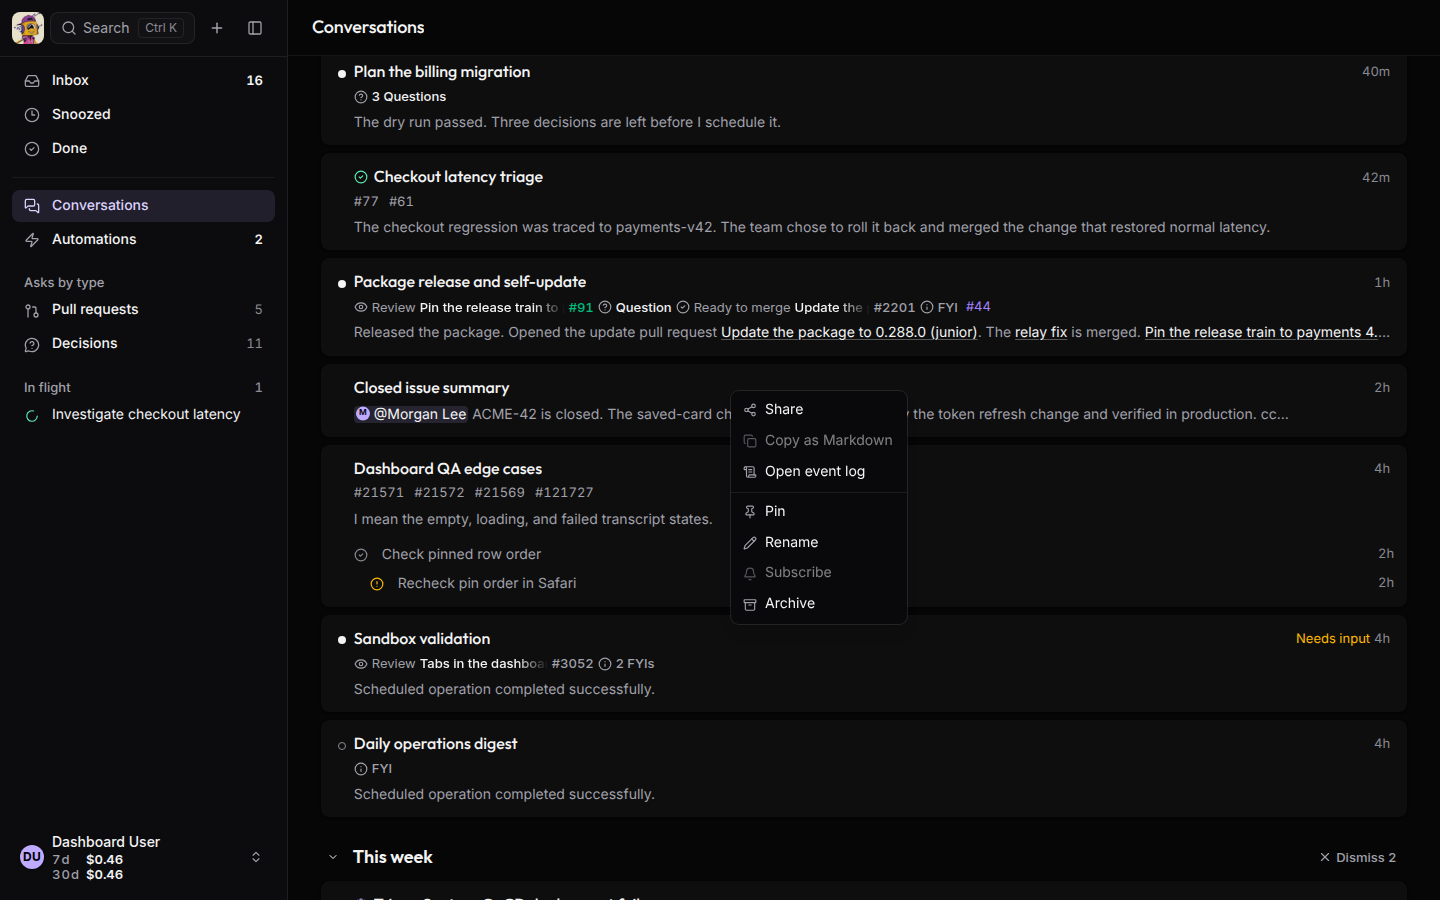 Search Ctrl K
Conversations
Inbox 16
Snoozed
Done
Conversations
Automations 2
Asks by type
Pull requests 5
Decisions 11
In flight 1
Investigate checkout latency
DU Dashboard User
7d $0.46
30d $0.46
Plan the billing migration 40m
3 Questions
The dry run passed. Three decisions are left before I schedule it.
Checkout latency triage 42m
#77 #61
The checkout regression was traced to payments-v42. The team chose to roll it back and merged the change that restored normal latency.
Package release and self-update 1h
Review Pin the release train to #91 Question Ready to merge Update the #2201 FYI #44
Released the package. Opened the update pull request Update the package to 0.288.0 (junior). The relay fix is merged. Pin the release train to payments 4....
Closed issue summary 2h
M @Morgan Lee ACME-42 is closed. The saved-card ch the token refresh change and verified in production. cc...
Share
Copy as Markdown
Open event log
Pin
Rename
Subscribe
Archive
Dashboard QA edge cases 4h
#21571 #21572 #21569 #121727
I mean the empty, loading, and failed transcript states.
Check pinned row order 2h
Recheck pin order in Safari 2h
Sandbox validation Needs input 4h
Review Tabs in the dashboa #3052 2 FYIs
Scheduled operation completed successfully.
Daily operations digest 4h
FYI
Scheduled operation completed successfully.
This week Dismiss 2